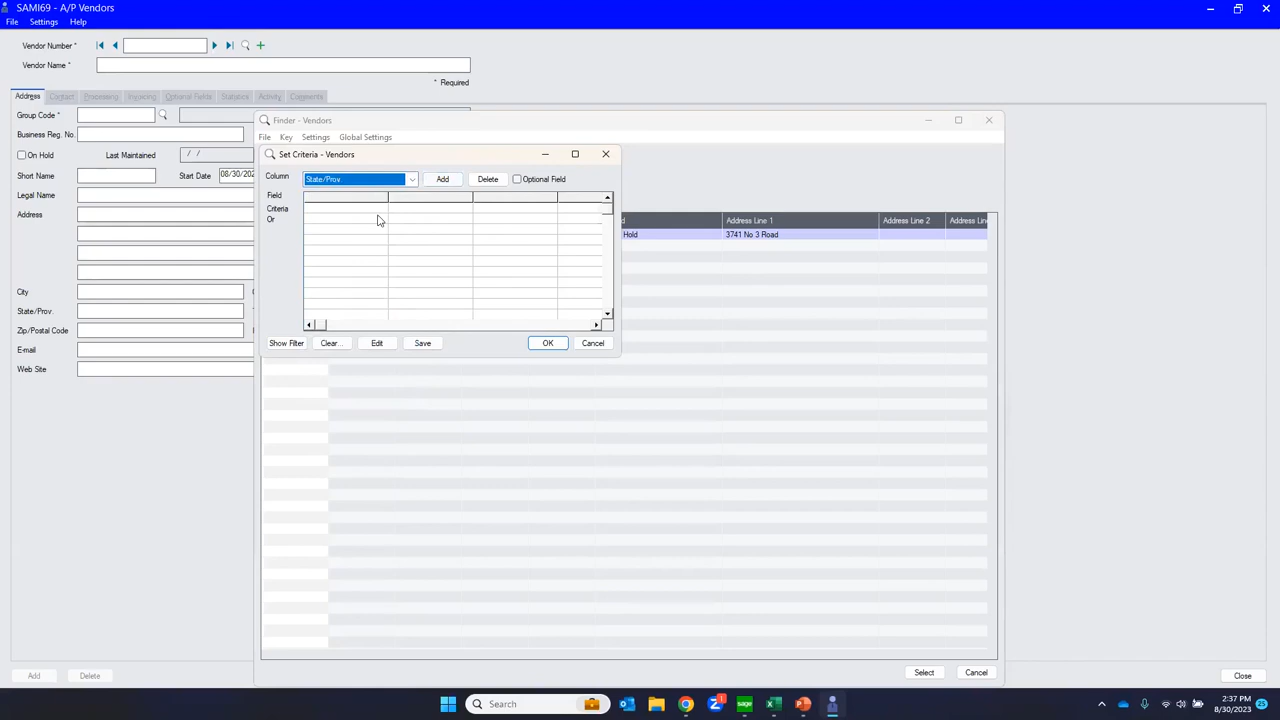 SAMI69 - A/P Vendors
File Settings Help
Vendor Number *
Vendor Name *
* Required
Address Contact Processing Invoicing Optional Fields Statistics Activity Comments
Group Code *
Business Reg. No.
On Hold Last Maintained / /
Short Name Start Date 08/30/202
Legal Name
Address
City
State/Prov.
Zip/Postal Code
E-mail
Web Site
Add Delete
Close
Finder - Vendors
File Key Settings Global Settings
Set Criteria - Vendors
Column State/Prov. Add Delete Optional Field
Field
Criteria
Or
Show Filter Clear... Edit Save OK Cancel
Address Line 1 Address Line 2
Hold 3741 No 3 Road
Select Cancel
Search
sage
2:37 PM
8/30/2023